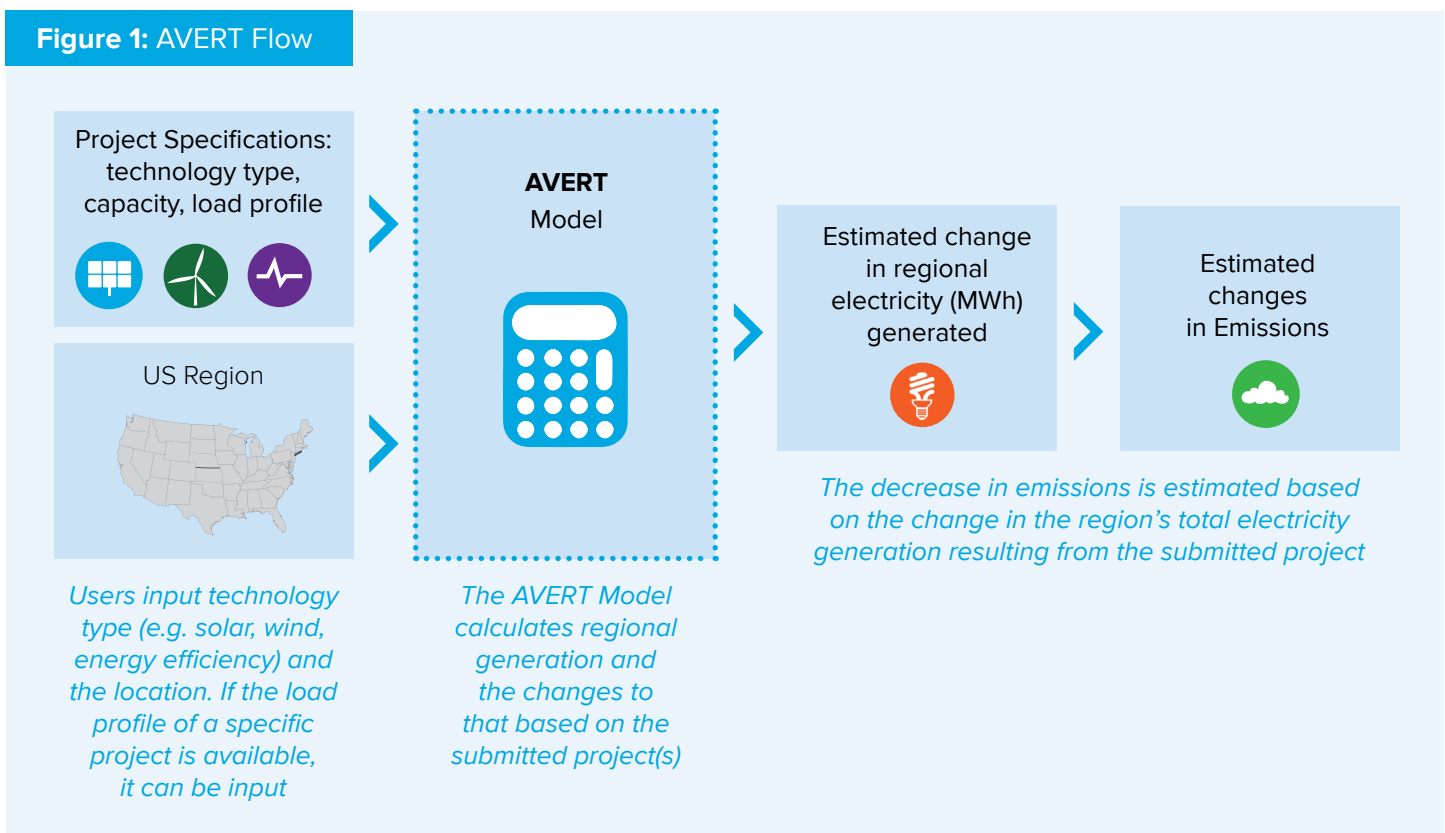 Figure 1: AVERT Flow
Project Specifications:
technology type,
capacity, load profile
US Region
Users input technology
type (e.g. solar, wind,
energy efficiency) and
the location. If the load
profile of a specific
project is available,
it can be input
AVERT
Model
The AVERT Model
calculates regional
generation and
the changes to
that based on the
submitted project(s)
Estimated change
in regional
electricity (MWh)
generated
Estimated
changes
in Emissions
The decrease in emissions is estimated based
on the change in the region’s total electricity
generation resulting from the submitted project